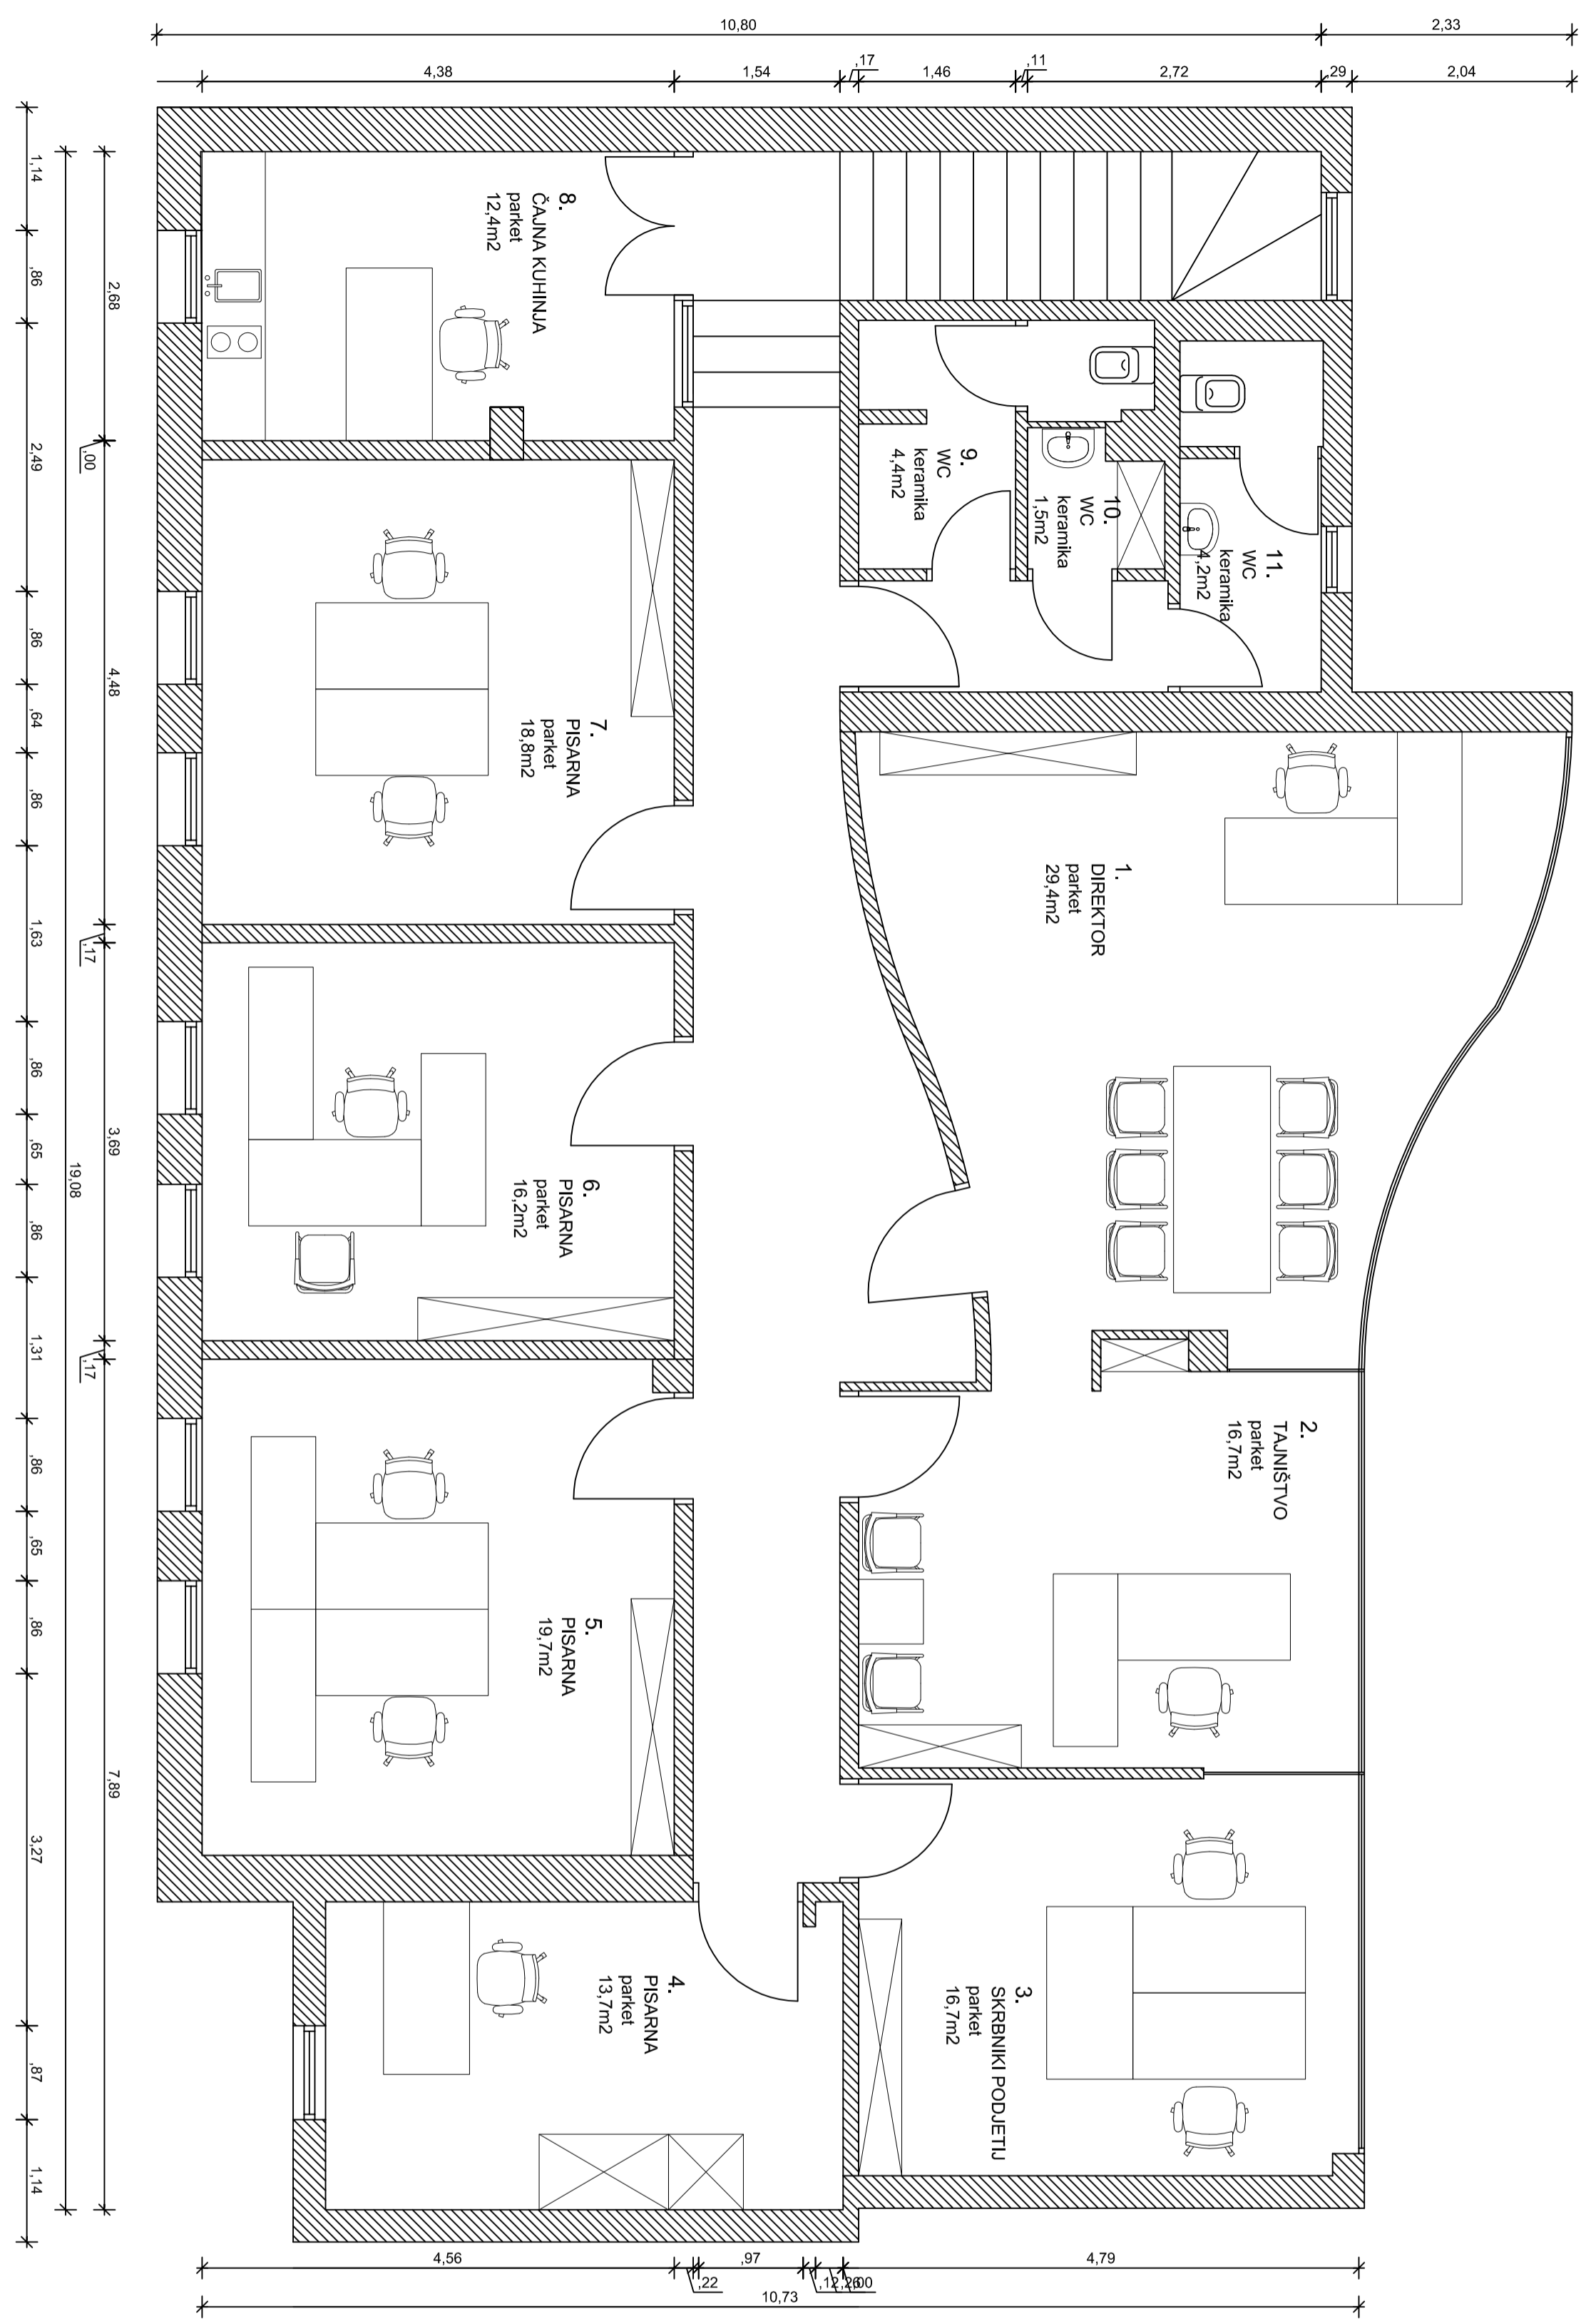 10,80
2,33
4,38
1,54
,17
1,46
,11
2,72
,29
2,04
1,14
,86
2,49
,86
,64
,86
1,63
,86
,65
,86
1,31
,86
,65
,86
3,27
,87
1,14
19,08
2,68
,00
4,48
,17
3,69
,17
7,89
8.
ČAJNA KUHINJA
parket
12,4m2
9.
WC
keramika
4,4m2
10.
WC
keramika
1,5m2
11.
WC
keramika
4,2m2
7.
PISARNA
parket
18,8m2
1.
DIREKTOR
parket
29,4m2
6.
PISARNA
parket
16,2m2
2.
TAJNIŠTVO
parket
16,7m2
5.
PISARNA
parket
19,7m2
4.
PISARNA
parket
13,7m2
3.
SKRBNIKI PODJETIJ
parket
16,7m2
4,56
,22
,97
,12
,00
4,79
10,73